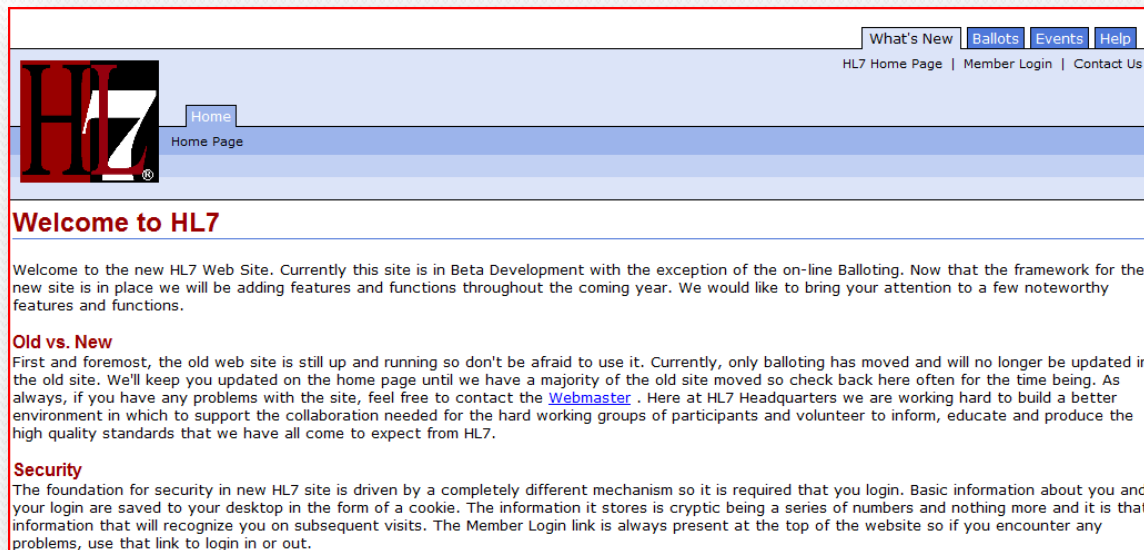 What's New Ballots Events Help
HL7 Home Page | Member Login | Contact Us
HL7®
Home
Home Page
Welcome to HL7
Welcome to the new HL7 Web Site. Currently this site is in Beta Development with the exception of the on-line Balloting. Now that the framework for the
new site is in place we will be adding features and functions throughout the coming year. We would like to bring your attention to a few noteworthy
features and functions.
Old vs. New
First and foremost, the old web site is still up and running so don't be afraid to use it. Currently, only balloting has moved and will no longer be updated in
the old site. We'll keep you updated on the home page until we have a majority of the old site moved so check back here often for the time being. As
always, if you have any problems with the site, feel free to contact the Webmaster . Here at HL7 Headquarters we are working hard to build a better
environment in which to support the collaboration needed for the hard working groups of participants and volunteer to inform, educate and produce the
high quality standards that we have all come to expect from HL7.
Security
The foundation for security in new HL7 site is driven by a completely different mechanism so it is required that you login. Basic information about you and
your login are saved to your desktop in the form of a cookie. The information it stores is cryptic being a series of numbers and nothing more and it is that
information that will recognize you on subsequent visits. The Member Login link is always present at the top of the website so if you encounter any
problems, use that link to login in or out.